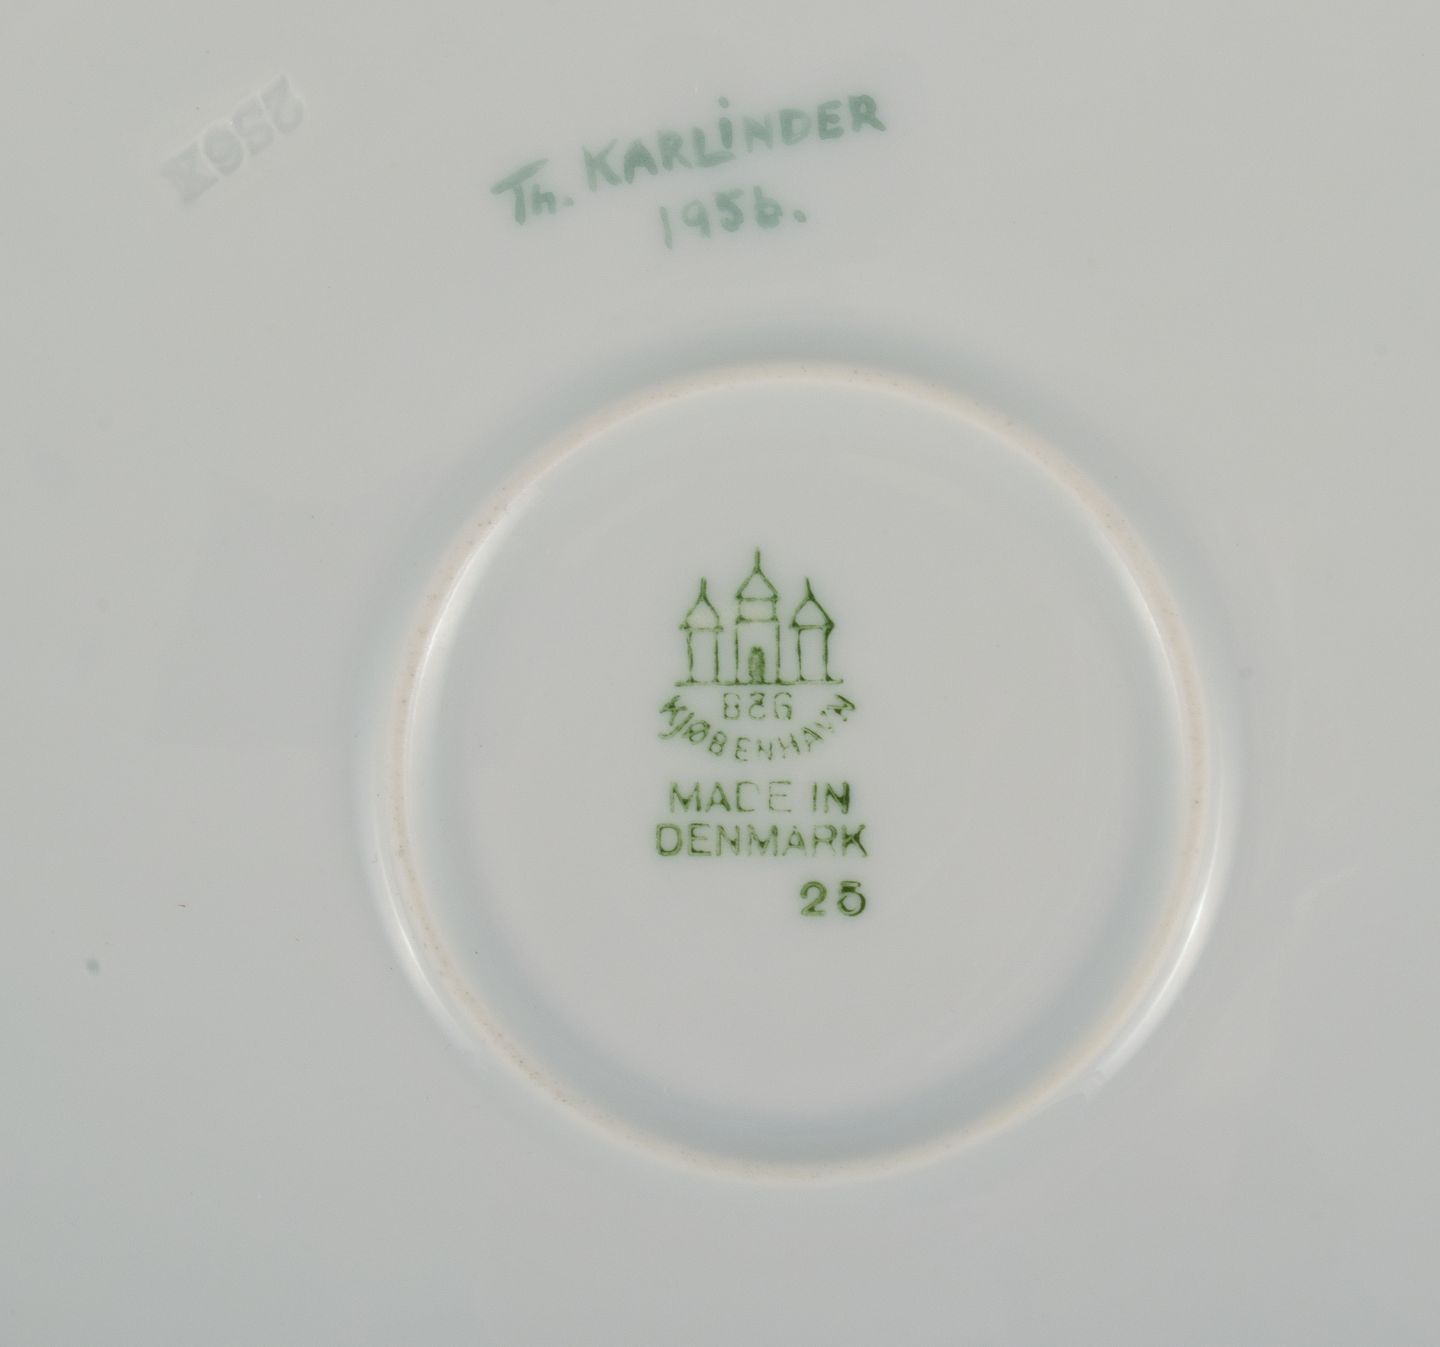 Th. KARLINDER
1956.
B&G
KJØBENHAVN
MADE IN
DENMARK
25